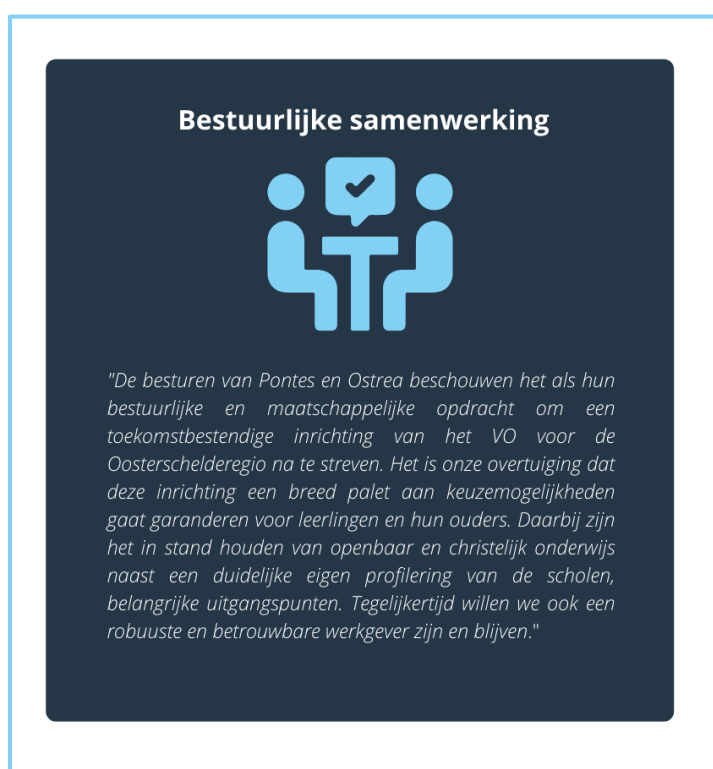 Bestuurlijke samenwerking
"De besturen van Pontes en Ostrea beschouwen het als hun
bestuurlijke en maatschappelijke opdracht om een
toekomstbestendige inrichting van het VO voor de
Oosterschelderegio na te streven. Het is onze overtuiging dat
deze inrichting een breed palet aan keuzemogelijkheden
gaat garanderen voor leerlingen en hun ouders. Daarbij zijn
het in stand houden van openbaar en christelijk onderwijs
naast een duidelijke eigen profilering van de scholen,
belangrijke uitgangspunten. Tegelijkertijd willen we ook een
robuuste en betrouwbare werkgever zijn en blijven."